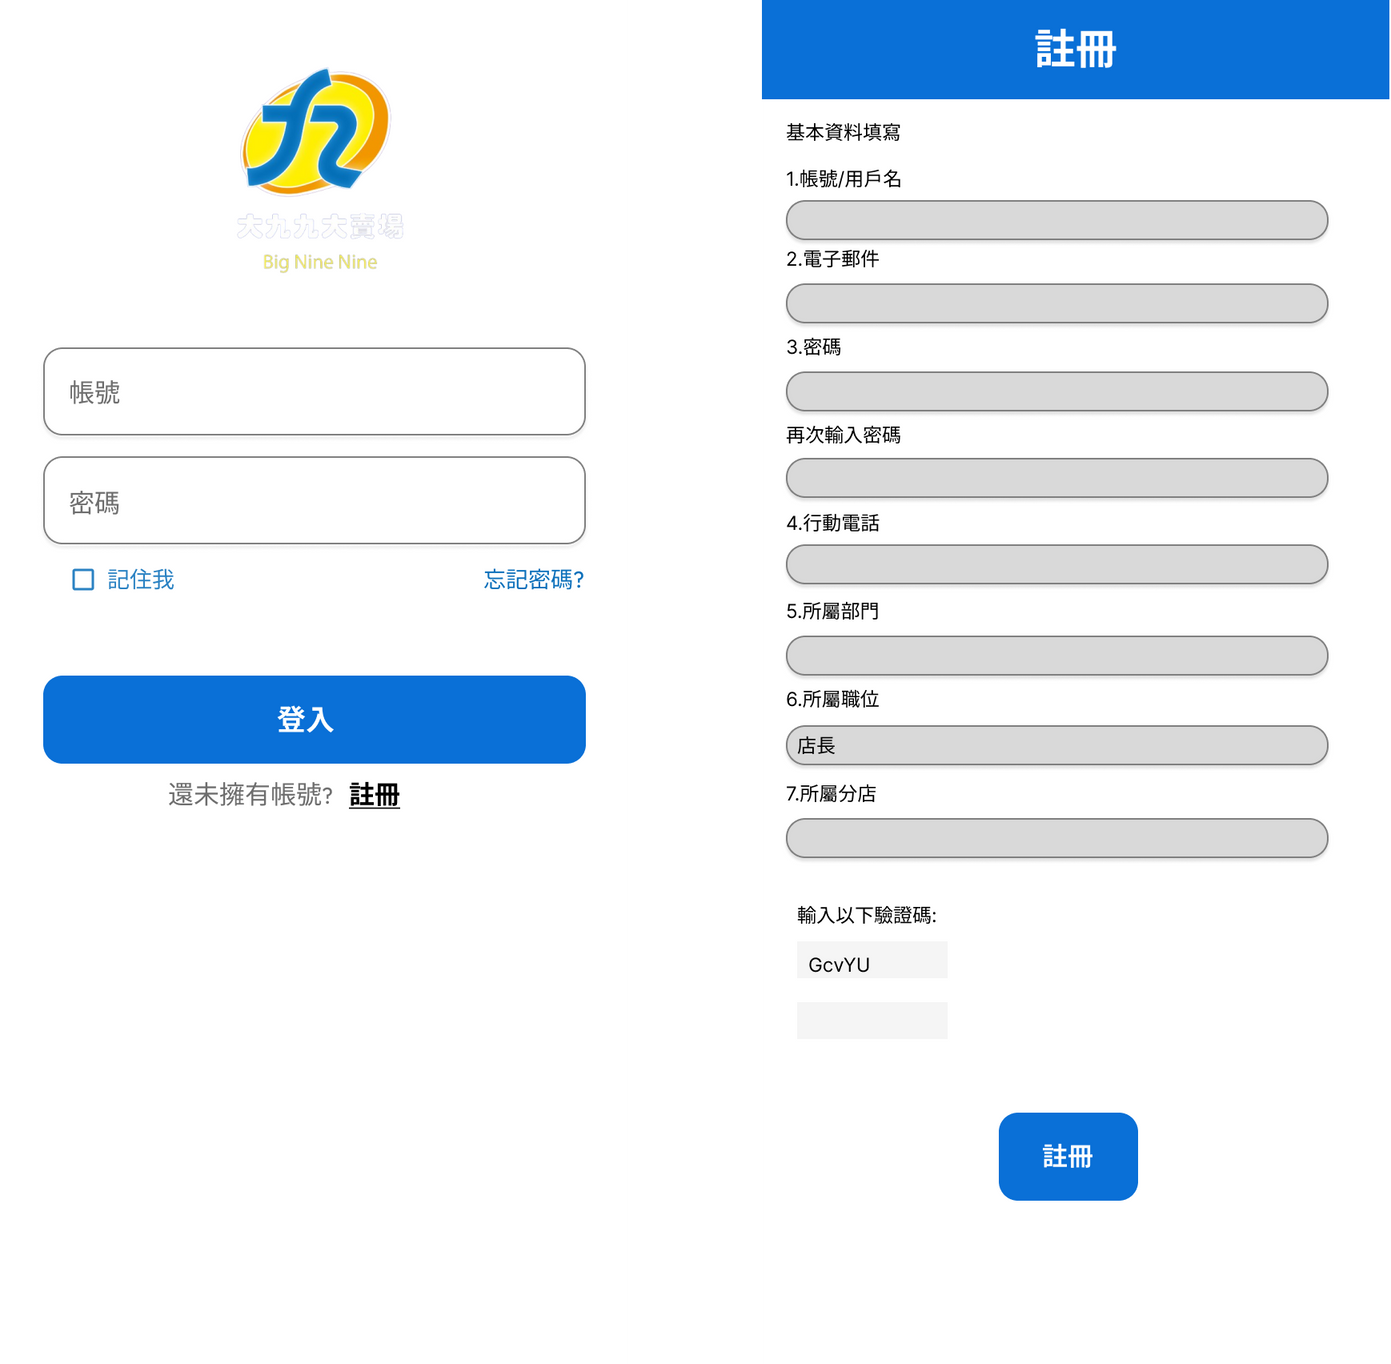 大九九大賣場
Big Nine Nine
帳號
密碼
記住我
忘記密碼?
登入
還未擁有帳號? 註冊
註冊
基本資料填寫
1.帳號/用戶名
2.電子郵件
3.密碼
再次輸入密碼
4.行動電話
5.所屬部門
6.所屬職位
店長
7.所屬分店
輸入以下驗證碼:
GcvYU
註冊